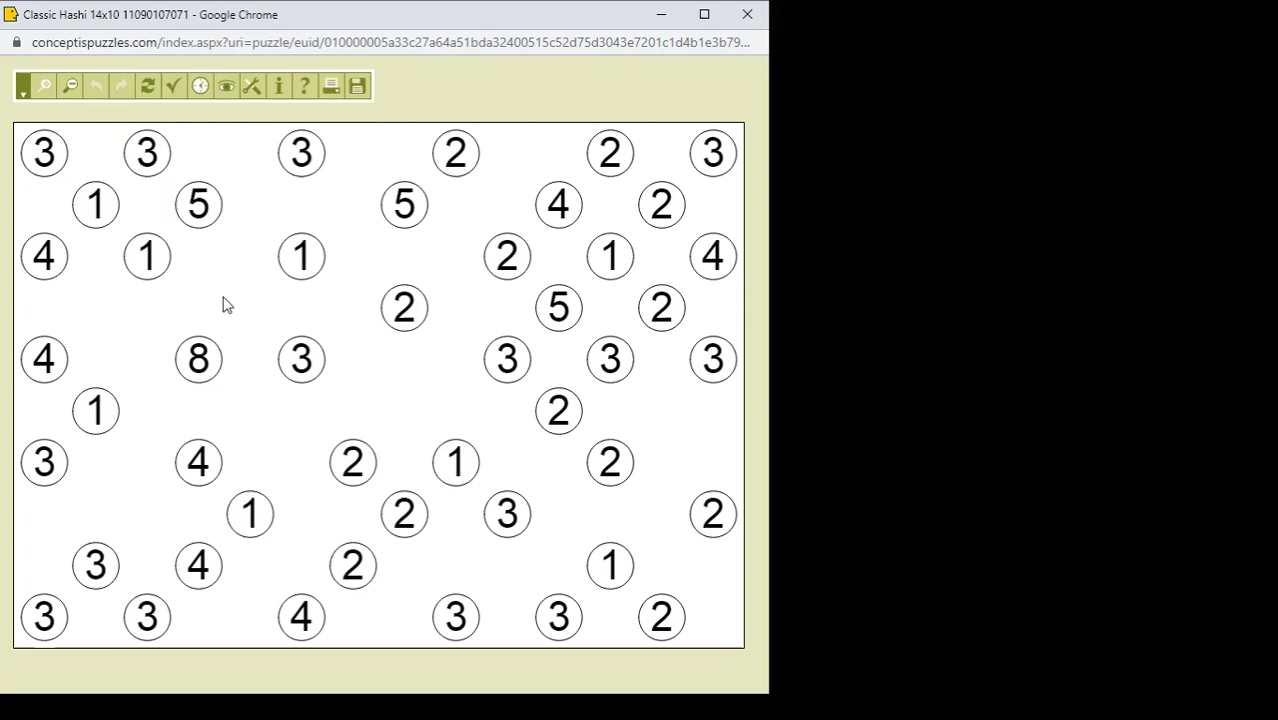 Classic Hashi 14x10 11090107071 - Google Chrome
conceptispuzzles.com/index.aspx?uri=puzzle/euid/010000005a33c27a64a51bda32400515c52d75d3043e7201c1d4b1e3b79...
i ?
3 3 3 2 2 3
1 5 5 4 2
4 1 1 2 1 4
2 5 2
4 8 3 3 3 3
1 2
3 4 2 1 2
1 2 3 2
3 4 2 1
3 3 4 3 3 2